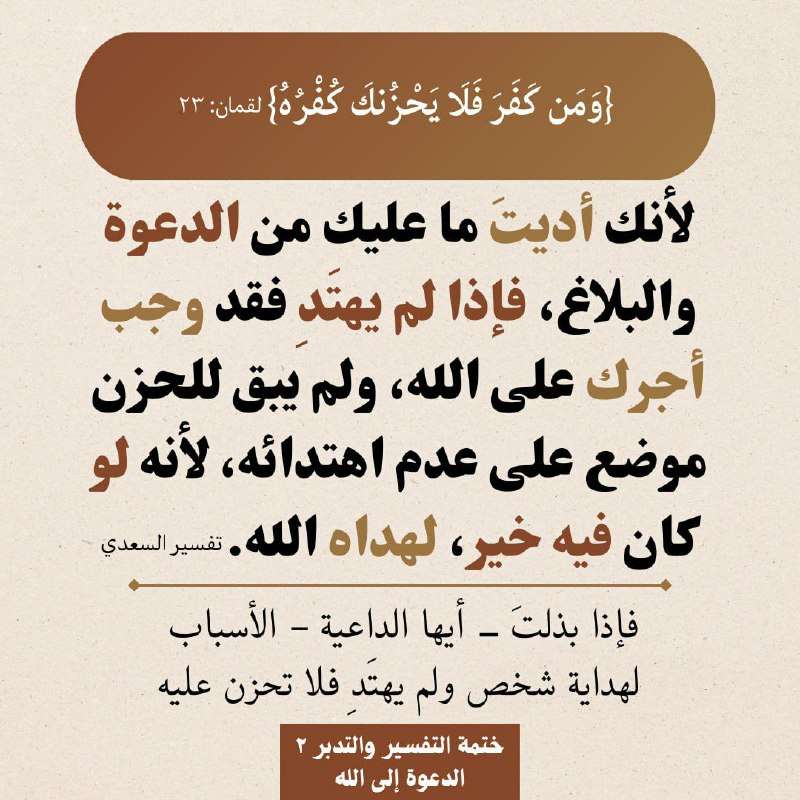 {وَمَن كَفَرَ فَلَا يَحْزُنكَ كُفْرُهُ} لقمان: ٢٣
لأنك أديتَ ما عليك من الدعوة
والبلاغ، فإذا لم يهتَدِ فقد وجب
أجرك على الله، ولم يبق للحزن
موضع على عدم اهتدائه، لأنه لو
كان فيه خير، لهداه الله. تفسير السعدي
فإذا بذلتَ – أيها الداعية – الأسباب
لهداية شخص ولم يهتَدِ فلا تحزن عليه
ختمة التفسير والتدبر ٢
الدعوة إلى الله